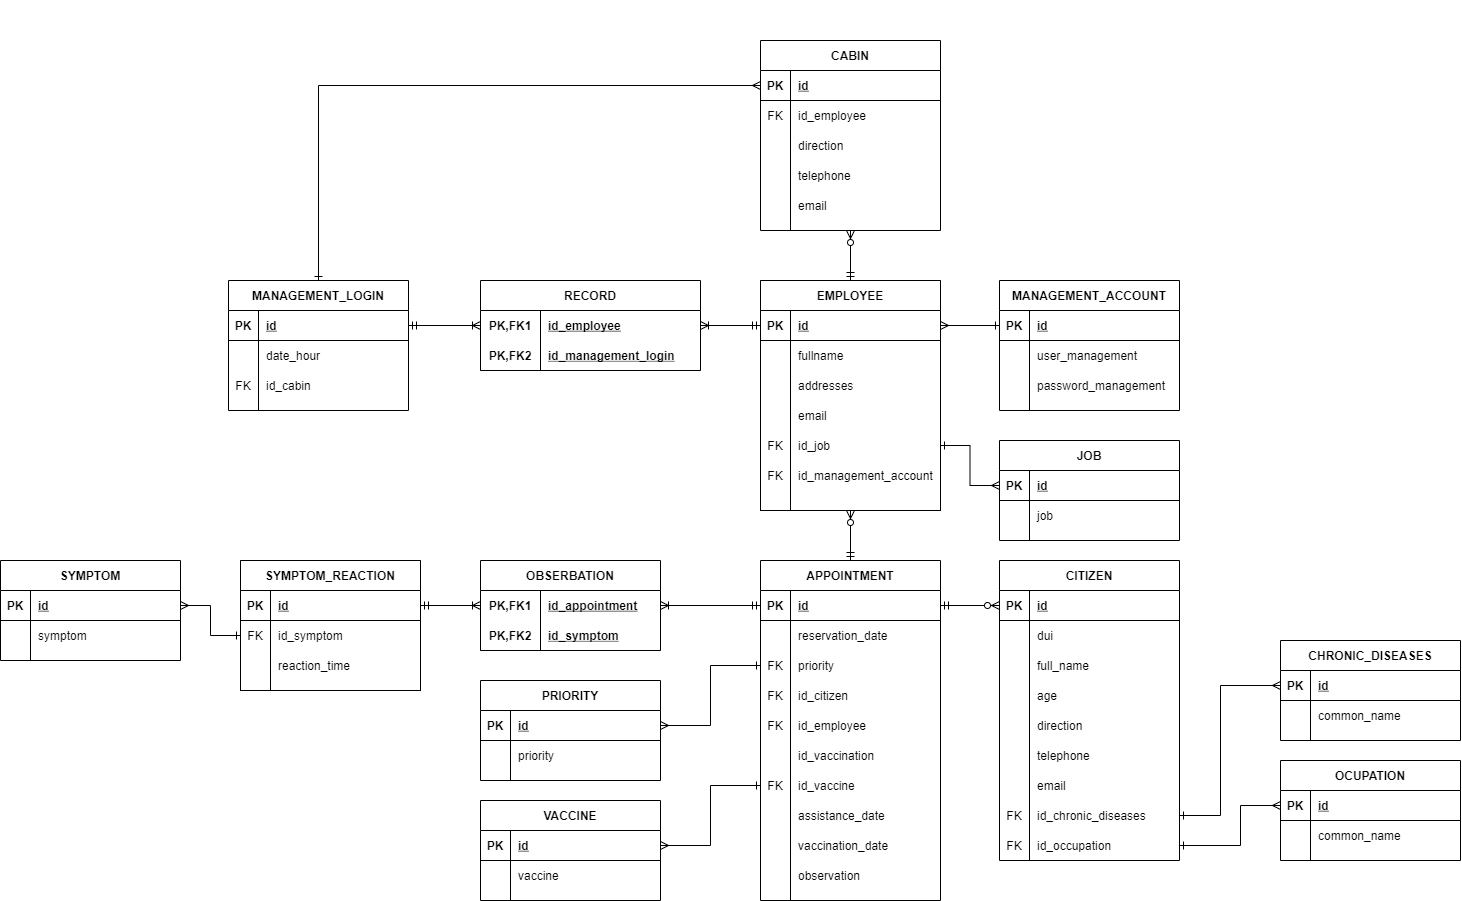 CABIN
PK id
FK id_employee
direction
telephone
email
MANAGEMENT_LOGIN
PK id
date_hour
FK id_cabin
RECORD
PK,FK1 id_employee
PK,FK2 id_management_login
EMPLOYEE
PK id
fullname
addresses
email
FK id_job
FK id_management_account
MANAGEMENT_ACCOUNT
PK id
user_management
password_management
JOB
PK id
job
SYMPTOM
PK id
symptom
SYMPTOM_REACTION
PK id
FK id_symptom
reaction_time
OBSERBATION
PK,FK1 id_appointment
PK,FK2 id_symptom
PRIORITY
PK id
priority
VACCINE
PK id
vaccine
APPOINTMENT
PK id
reservation_date
FK priority
FK id_citizen
FK id_employee
id_vaccination
FK id_vaccine
assistance_date
vaccination_date
observation
CITIZEN
PK id
dui
full_name
age
direction
telephone
email
FK id_chronic_diseases
FK id_occupation
CHRONIC_DISEASES
PK id
common_name
OCUPATION
PK id
common_name